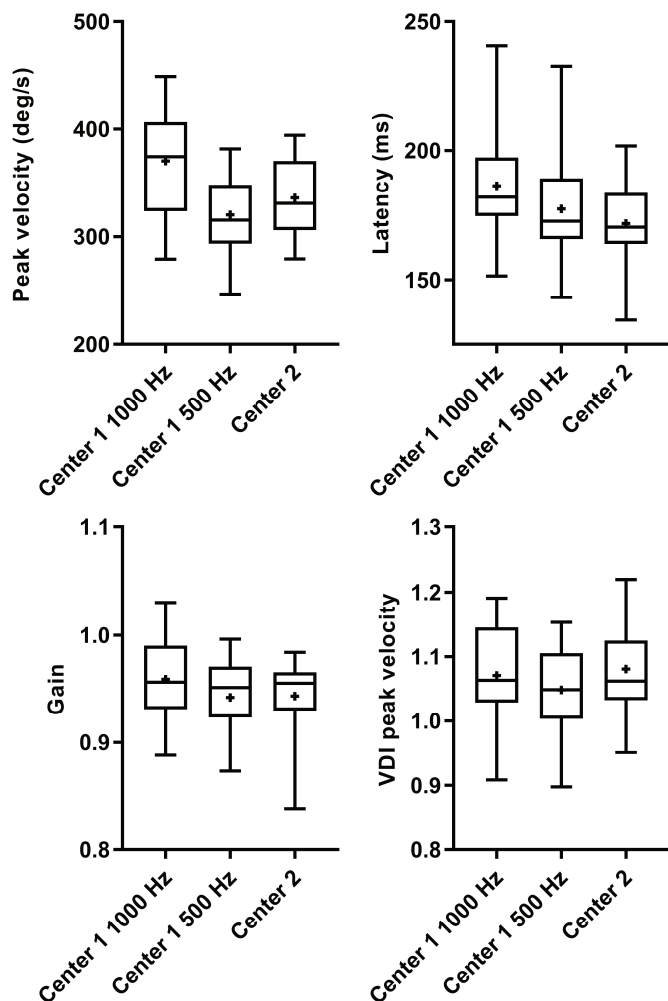 Peak velocity (deg/s)
500
400
300
200
Center 1 1000 Hz
Center 1 500 Hz
Center 2
Latency (ms)
250
200
150
Center 1 1000 Hz
Center 1 500 Hz
Center 2
Gain
1.1
1.0
0.9
0.8
Center 1 1000 Hz
Center 1 500 Hz
Center 2
VDI peak velocity
1.3
1.2
1.1
1.0
0.9
0.8
Center 1 1000 Hz
Center 1 500 Hz
Center 2